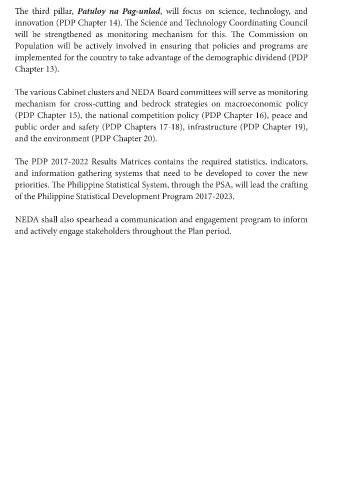 The third pillar, Patuloy na Pag-unlad, will focus on science, technology, and
innovation (PDP Chapter 14). The Science and Technology Coordinating Council
will be strengthened as monitoring mechanism for this. The Commission on
Population will be actively involved in ensuring that policies and programs are
implemented for the country to take advantage of the demographic dividend (PDP
Chapter 13).
The various Cabinet clusters and NEDA Board committees will serve as monitoring
mechanism for cross-cutting and bedrock strategies on macroeconomic policy
(PDP Chapter 15), the national competition policy (PDP Chapter 16), peace and
public order and safety (PDP Chapters 17-18), infrastructure (PDP Chapter 19),
and the environment (PDP Chapter 20).
The PDP 2017-2022 Results Matrices contains the required statistics, indicators,
and information gathering systems that need to be developed to cover the new
priorities. The Philippine Statistical System, through the PSA, will lead the crafting
of the Philippine Statistical Development Program 2017-2023.
NEDA shall also spearhead a communication and engagement program to inform
and actively engage stakeholders throughout the Plan period.